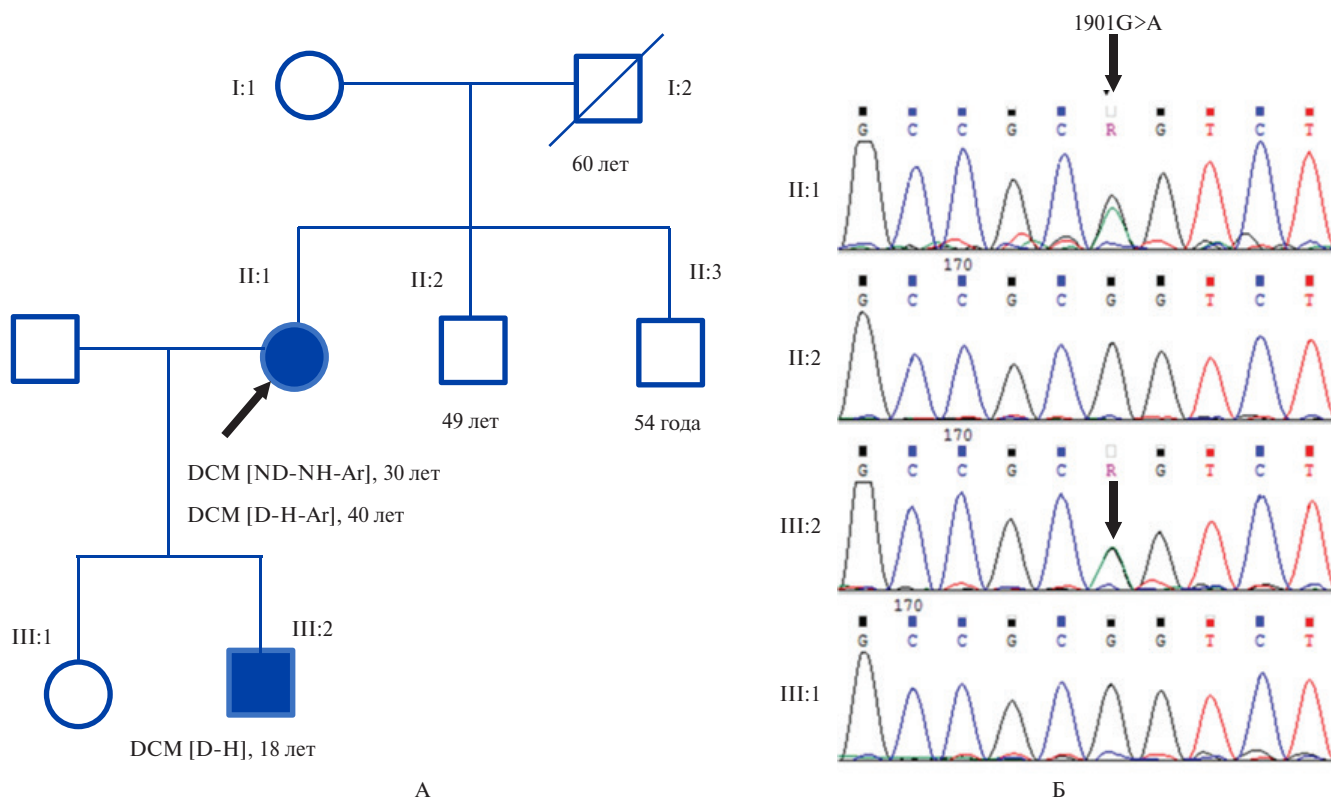 I:1
I:2
60 лет
II:1
II:2
II:3
49 лет
54 года
DCM [ND-NH-Ar], 30 лет
DCM [D-H-Ar], 40 лет
III:1
III:2
DCM [D-H], 18 лет
А
1901G>A
II:1
G C C G C R G T C T
170
II:2
G C C G C G G T C T
170
III:2
G C C G C R G T C T
170
III:1
G C C G C G G T C T
Б